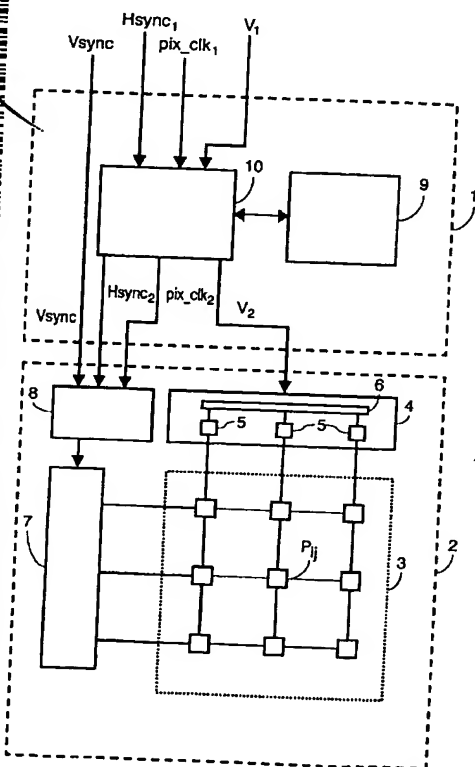 Hsync₁
V₁
Vsync
pix_clk₁
10
9
1
Hsync₂
pix_clk₂
V₂
Vsync
8
6
4
5
5
7
P_ij
3
2